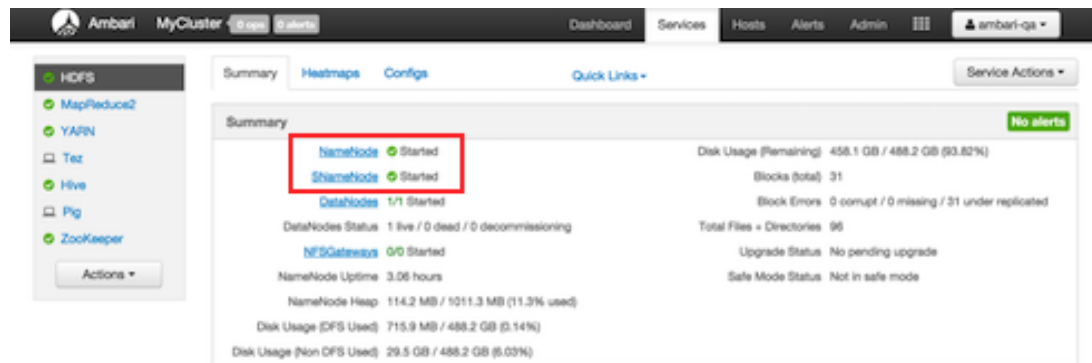 Ambari MyCluster 0 ops 0 alerts Dashboard Services Hosts Alerts Admin ambari-qa
HDFS
MapReduce2
YARN
Tez
Hive
Pig
ZooKeeper
Actions
Summary Heatmaps Configs Quick Links Service Actions
Summary No alerts
NameNode Started
SNameNode Started
DataNodes 1/1 Started
DataNodes Status 1 live / 0 dead / 0 decommissioning
NFSGateways 0/0 Started
NameNode Uptime 3.06 hours
NameNode Heap 114.2 MB / 1011.3 MB (11.3% used)
Disk Usage (DFS Used) 715.9 MB / 488.2 GB (0.14%)
Disk Usage (Non DFS Used) 29.5 GB / 488.2 GB (6.03%)
Disk Usage (Remaining) 458.1 GB / 488.2 GB (93.82%)
Blocks (total) 31
Block Errors 0 corrupt / 0 missing / 31 under replicated
Total Files + Directories 96
Upgrade Status No pending upgrade
Safe Mode Status Not in safe mode